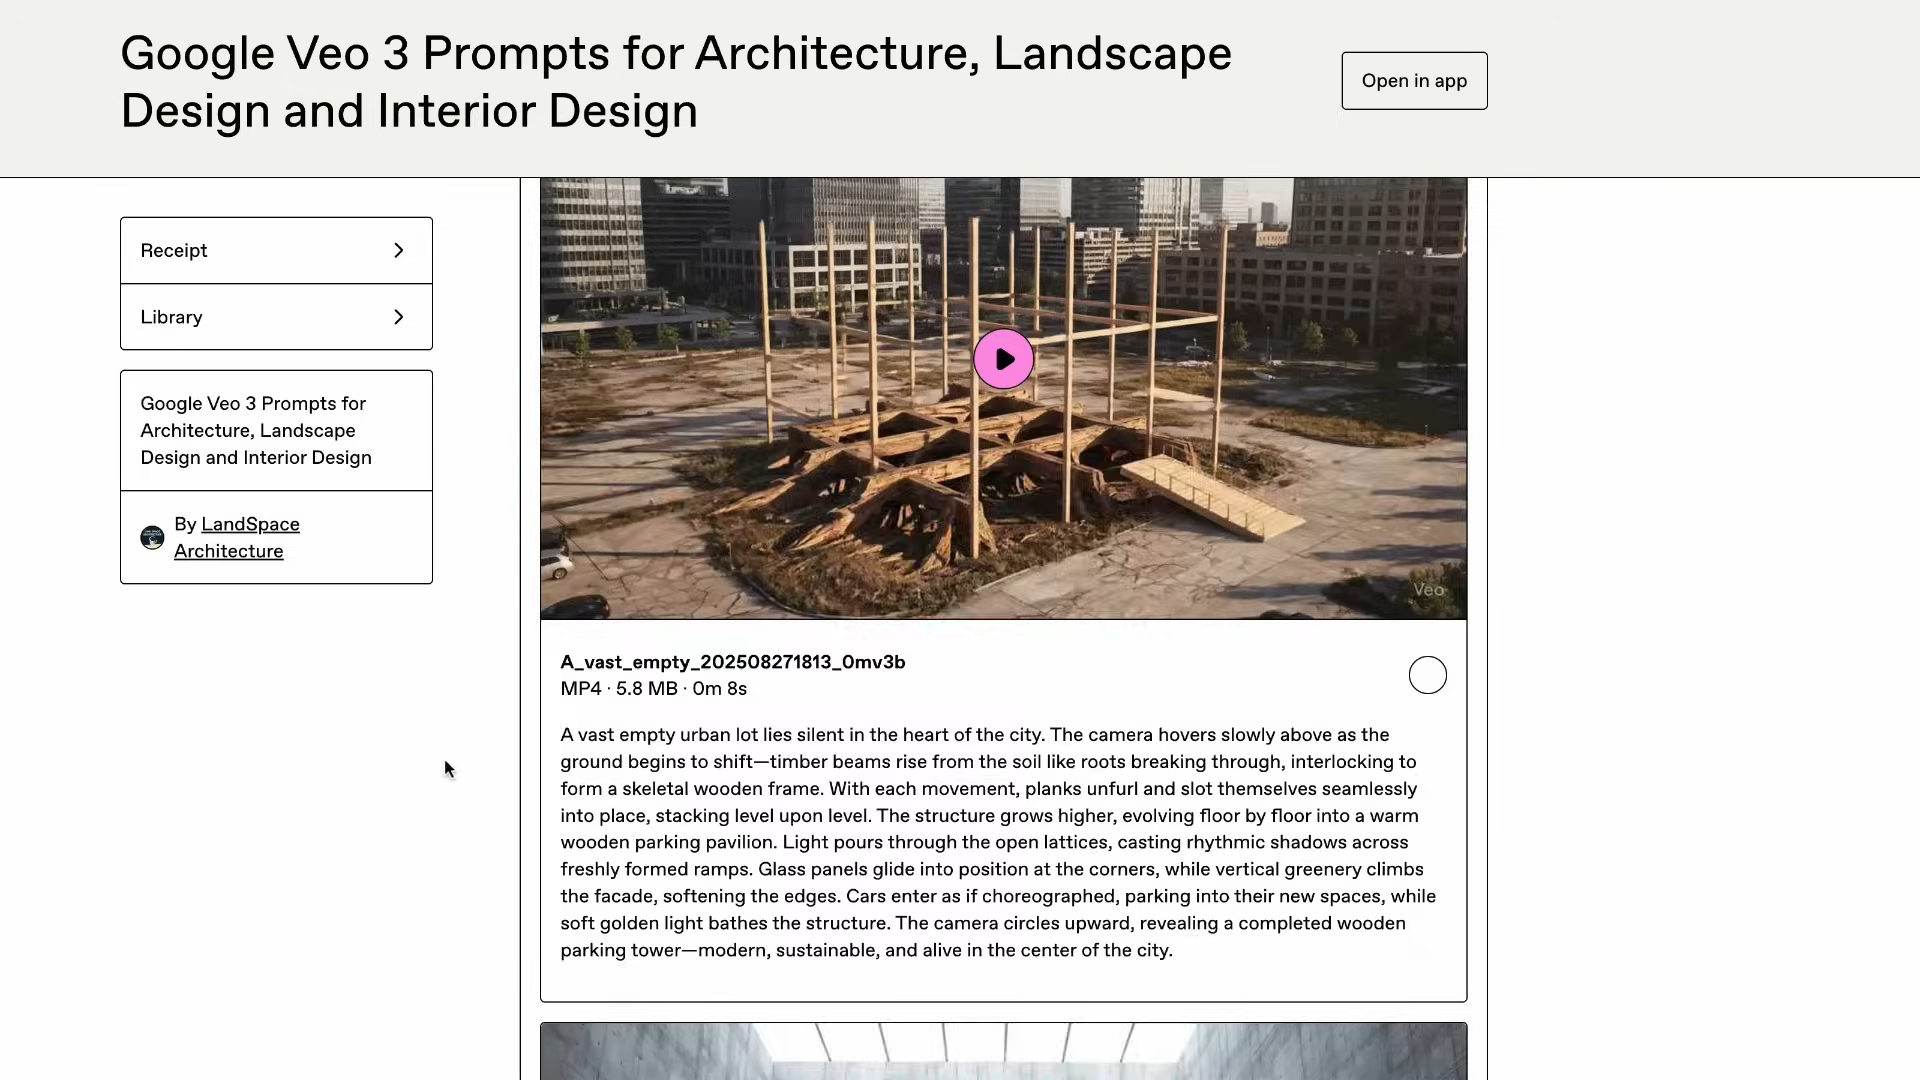 Google Veo 3 Prompts for Architecture, Landscape
Design and Interior Design
Open in app
Receipt
Library
Google Veo 3 Prompts for
Architecture, Landscape
Design and Interior Design
By LandSpace
Architecture
Veo
A_vast_empty_202508271813_0mv3b
MP4 · 5.8 MB · 0m 8s
A vast empty urban lot lies silent in the heart of the city. The camera hovers slowly above as the
ground begins to shift—timber beams rise from the soil like roots breaking through, interlocking to
form a skeletal wooden frame. With each movement, planks unfurl and slot themselves seamlessly
into place, stacking level upon level. The structure grows higher, evolving floor by floor into a warm
wooden parking pavilion. Light pours through the open lattices, casting rhythmic shadows across
freshly formed ramps. Glass panels glide into position at the corners, while vertical greenery climbs
the facade, softening the edges. Cars enter as if choreographed, parking into their new spaces, while
soft golden light bathes the structure. The camera circles upward, revealing a completed wooden
parking tower—modern, sustainable, and alive in the center of the city.